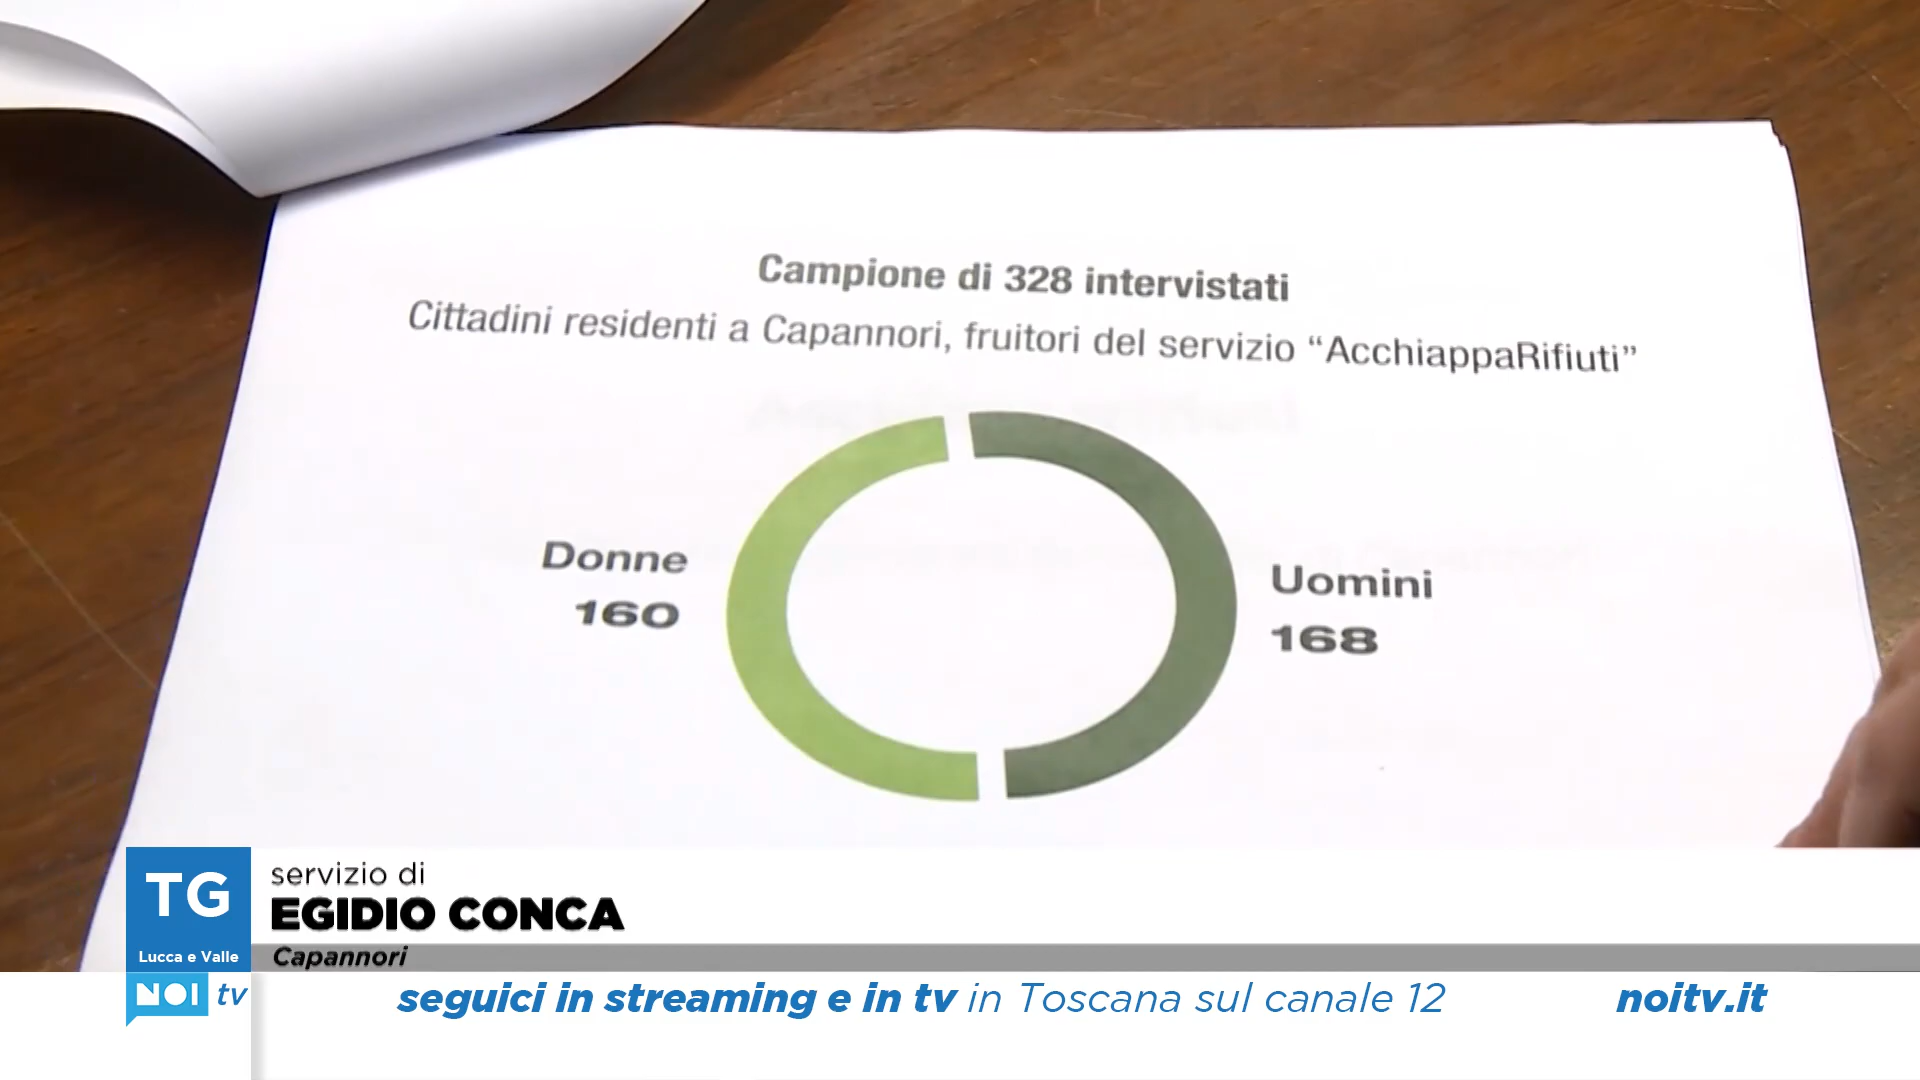 Campione di 328 intervistati
Cittadini residenti a Capannori, fruitori del servizio “AcchiappaRifiuti”
Donne
160
Uomini
168
TG
Lucca e Valle
servizio di
EGIDIO CONCA
Capannori
NOI tv
seguici in streaming e in tv in Toscana sul canale 12
noitv.it